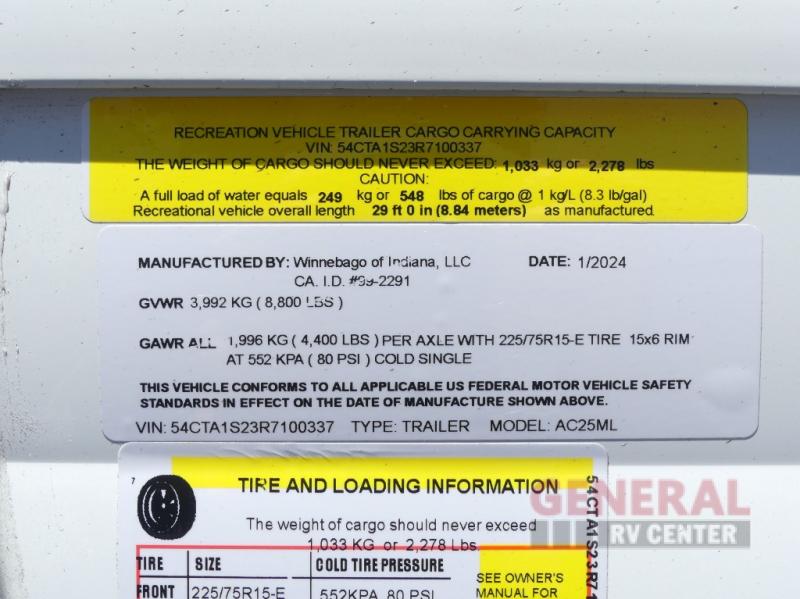 RECREATION VEHICLE TRAILER CARGO CARRYING CAPACITY
VIN: 54CTA1S23R7100337
THE WEIGHT OF CARGO SHOULD NEVER EXCEED: 1,033 kg or 2,278 lbs
CAUTION:
A full load of water equals 249 kg or 548 lbs of cargo @ 1 kg/L (8.3 lb/gal)
Recreational vehicle overall length 29 ft 0 in (8.84 meters) as manufactured.
MANUFACTURED BY: Winnebago of Indiana, LLC DATE: 1/2024
CA. I.D. #99-2291
GVWR 3,992 KG ( 8,800 LBS )
GAWR ALL 1,996 KG ( 4,400 LBS ) PER AXLE WITH 225/75R15-E TIRE 15x6 RIM
AT 552 KPA ( 80 PSI ) COLD SINGLE
THIS VEHICLE CONFORMS TO ALL APPLICABLE US FEDERAL MOTOR VEHICLE SAFETY
STANDARDS IN EFFECT ON THE DATE OF MANUFACTURE SHOWN ABOVE.
VIN: 54CTA1S23R7100337 TYPE: TRAILER MODEL: AC25ML
7
TIRE AND LOADING INFORMATION
The weight of cargo should never exceed
1,033 KG or 2,278 Lbs.
TIRE SIZE COLD TIRE PRESSURE
FRONT 225/75R15-E 552KPA, 80 PSI
SEE OWNER'S
MANUAL FOR
54CTA1S23R7
GENERAL
RV CENTER